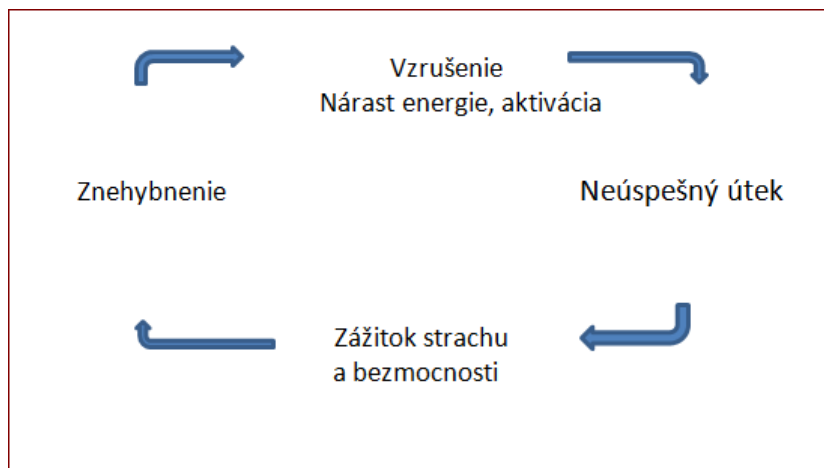 Vzrušenie
Nárast energie, aktivácia
Znehybnenie
Neúspešný útek
Zážitok strachu
a bezmocnosti